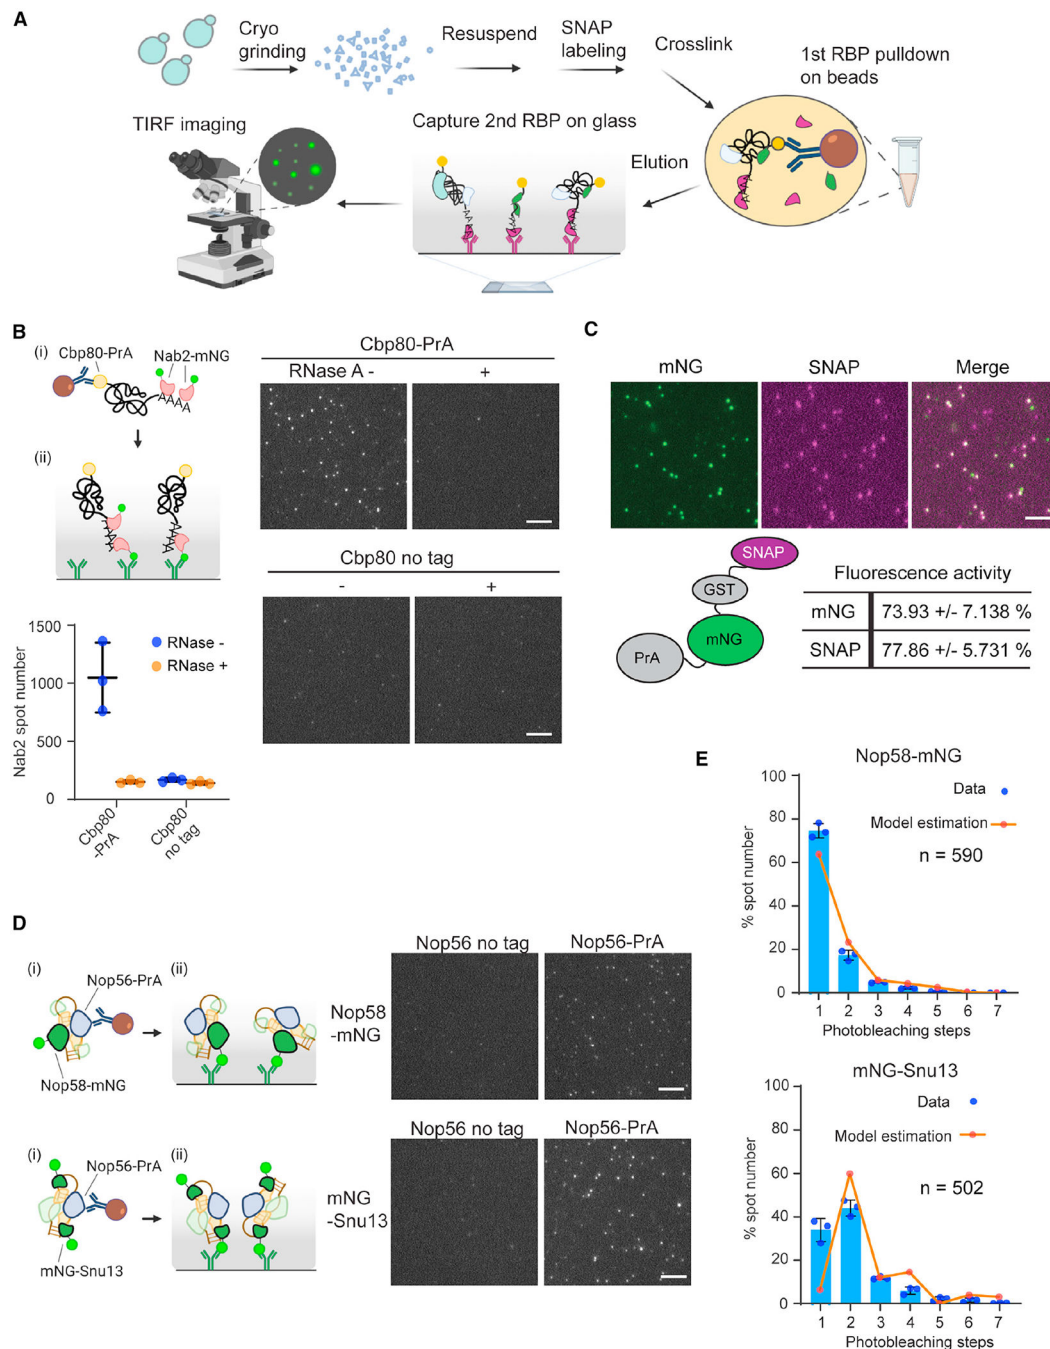 A
Cryo
grinding
Resuspend
SNAP
labeling
Crosslink
1st RBP pulldown
on beads
TIRF imaging
Capture 2nd RBP on glass
Elution
B
(i)
Cbp80-PrA
Nab2-mNG
(ii)
Cbp80-PrA
RNase A -
+
Cbp80 no tag
-
+
1500
1000
500
0
Nab2 spot number
RNase -
RNase +
Cbp80
-PrA
Cbp80
no tag
C
mNG
SNAP
Merge
SNAP
GST
mNG
PrA
Fluorescence activity
mNG 73.93 +/- 7.138 %
SNAP 77.86 +/- 5.731 %
D
(i)
Nop56-PrA
(ii)
Nop58-mNG
Nop58
-mNG
Nop56 no tag
Nop56-PrA
(i)
Nop56-PrA
(ii)
mNG-Snu13
mNG
-Snu13
Nop56 no tag
Nop56-PrA
E
Nop58-mNG
100
80
60
40
20
0
% spot number
Data
Model estimation
n = 590
1 2 3 4 5 6 7
Photobleaching steps
mNG-Snu13
100
80
60
40
20
0
% spot number
Data
Model estimation
n = 502
1 2 3 4 5 6 7
Photobleaching steps
A A A A